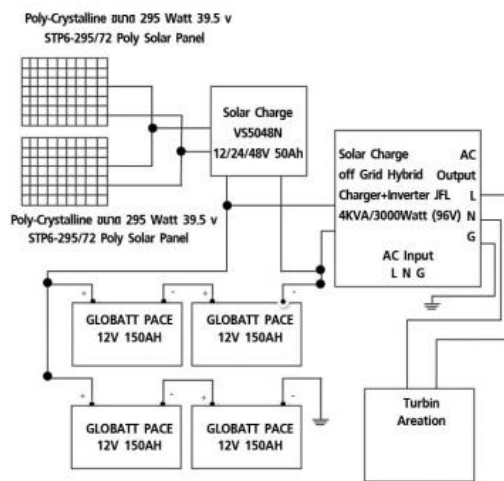 Poly-Crystalline ขนาด 295 Watt 39.5 v
STP6-295/72 Poly Solar Panel
Solar Charge
VS5048N
12/24/48V 50Ah
Poly-Crystalline ขนาด 295 Watt 39.5 v
STP6-295/72 Poly Solar Panel
Solar Charge
off Grid Hybrid
Charger+Inverter JFL
4KVA/3000Watt (96V)
AC
Output
L
N
G
AC Input
L N G
+ - + -
GLOBATT PACE
12V 150AH
GLOBATT PACE
12V 150AH
+ - + -
GLOBATT PACE
12V 150AH
GLOBATT PACE
12V 150AH
Turbin
Areation